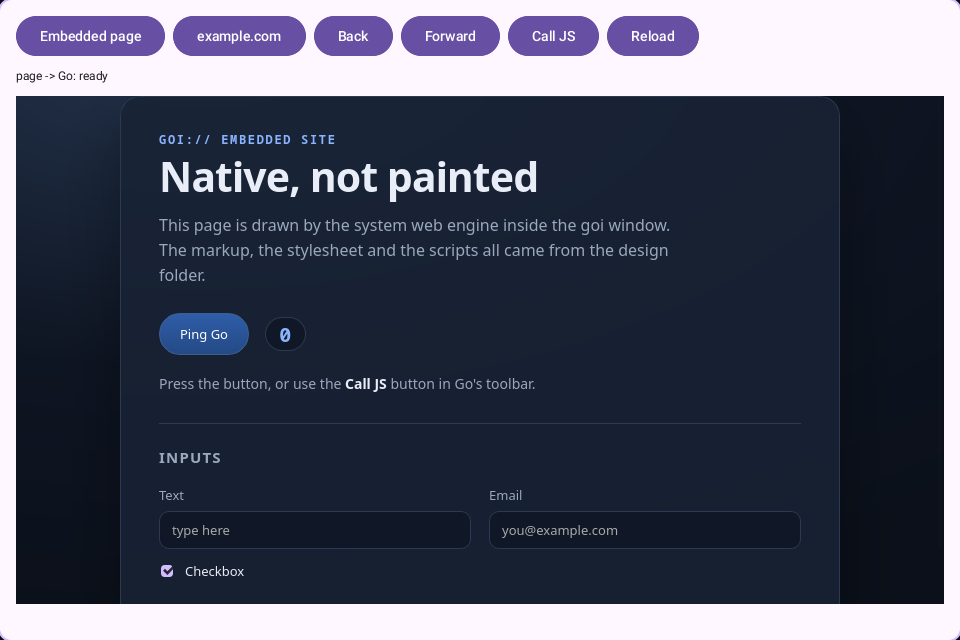 Embedded page
example.com
Back
Forward
Call JS
Reload
page -> Go: ready
GOI:// EMBEDDED SITE
Native, not painted
This page is drawn by the system web engine inside the goi window.
The markup, the stylesheet and the scripts all came from the design
folder.
Ping Go
0
Press the button, or use the Call JS button in Go's toolbar.
INPUTS
Text
Email
type here
you@example.com
Checkbox